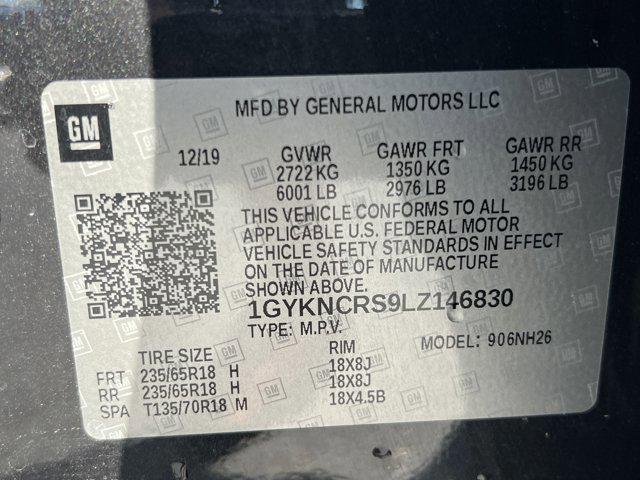 MFD BY GENERAL MOTORS LLC
GM
12/19 GVWR GAWR FRT GAWR RR
2722 KG 1350 KG 1450 KG
6001 LB 2976 LB 3196 LB
THIS VEHICLE CONFORMS TO ALL
APPLICABLE U.S. FEDERAL MOTOR
VEHICLE SAFETY STANDARDS IN EFFECT
ON THE DATE OF MANUFACTURE
SHOWN ABOVE.
1GYKNCRS9LZ146830
TYPE: M.P.V. MODEL: 906NH26
TIRE SIZE RIM
FRT 235/65R18 H 18X8J
RR 235/65R18 H 18X8J
SPA T135/70R18 M 18X4.5B